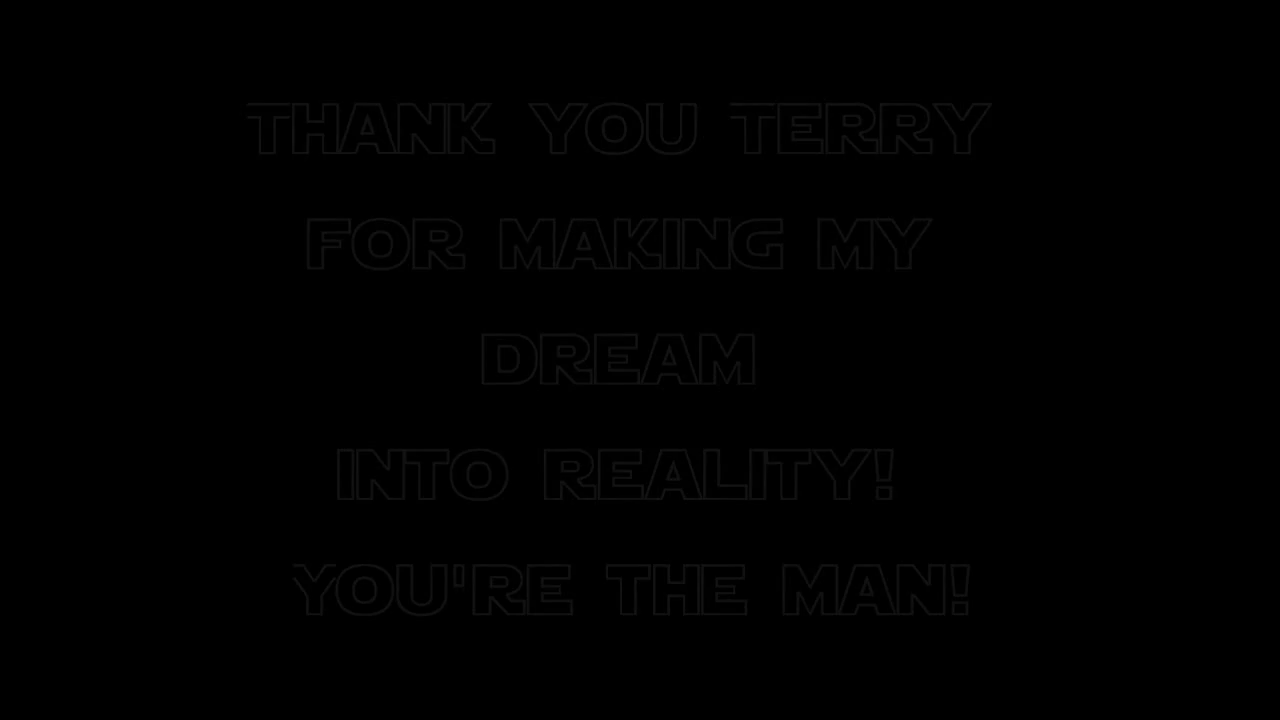 THANK YOU TERRY
FOR MAKING MY
DREAM
INTO REALITY!
YOU'RE THE MAN!